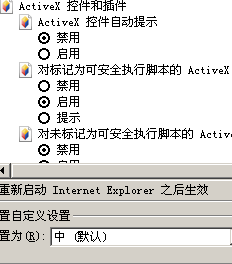 ActiveX 控件和插件
ActiveX 控件自动提示
禁用
启用
对标记为可安全执行脚本的 ActiveX
禁用
启用
提示
对未标记为可安全执行脚本的 Active
禁用
启用
重新启动 Internet Explorer 之后生效
置自定义设置
置为(R): 中 (默认)